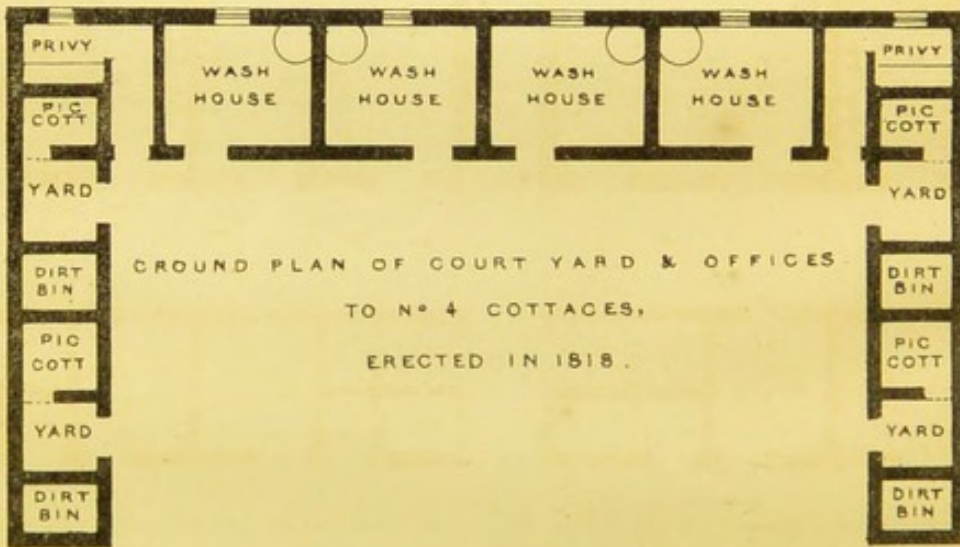 PRIVY
WASH
HOUSE
WASH
HOUSE
WASH
HOUSE
WASH
HOUSE
PRIVY
PIG
COTT
PIG
COTT
YARD
YARD
GROUND PLAN OF COURT YARD & OFFICES
TO Nº 4 COTTAGES,
ERECTED IN 1818.
DIRT
BIN
DIRT
BIN
PIG
COTT
PIG
COTT
YARD
YARD
DIRT
BIN
DIRT
BIN